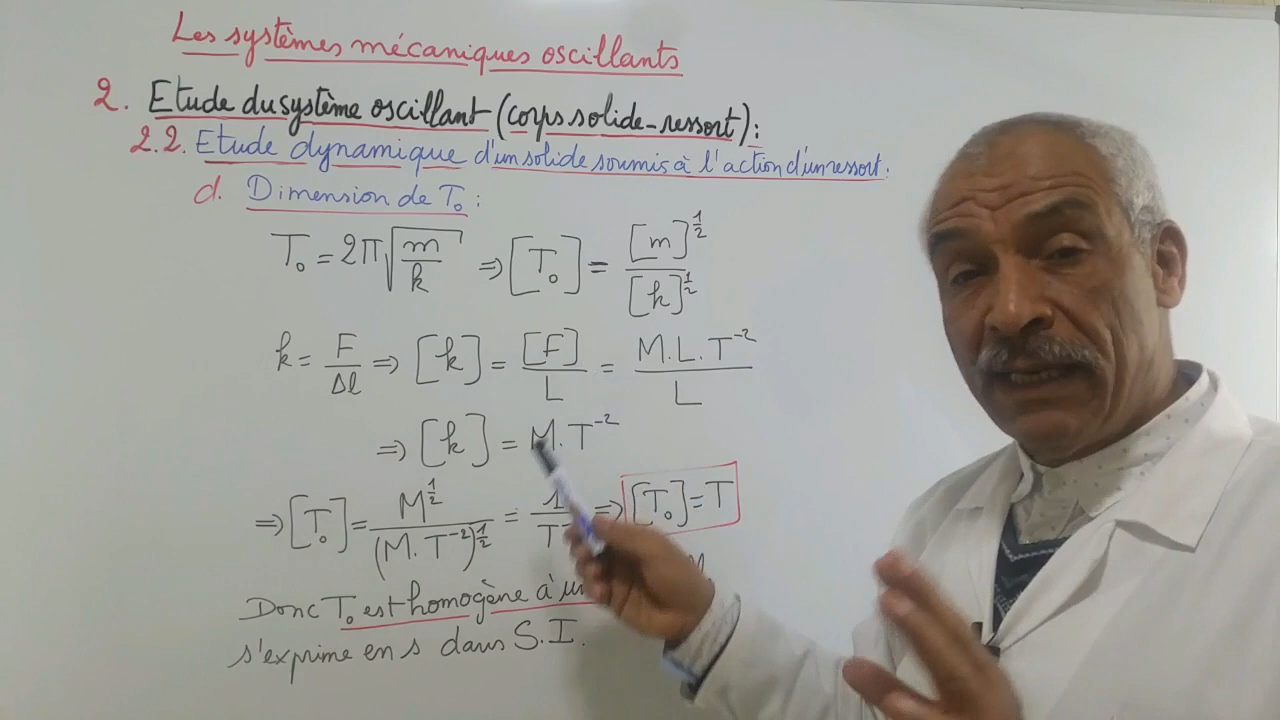 Les systèmes mécaniques oscillants
2. Etude du système oscillant (corps solide-ressort):
2.2. Etude dynamique d'un solide soumis à l'action d'un ressort.
d. Dimension de T₀ :
T₀ = 2π√(m/k) ⇒ [T₀] = [m]^½ / [k]^½
k = F/Δl ⇒ [k] = [F]/L = M.L.T⁻²/L
⇒ [k] = M.T⁻²
⇒ [T₀] = M^½ / (M.T⁻²)^½ = 1/T ⇒ [T₀] = T
Donc T₀ est homogène à
s'exprime en s dans S.I.